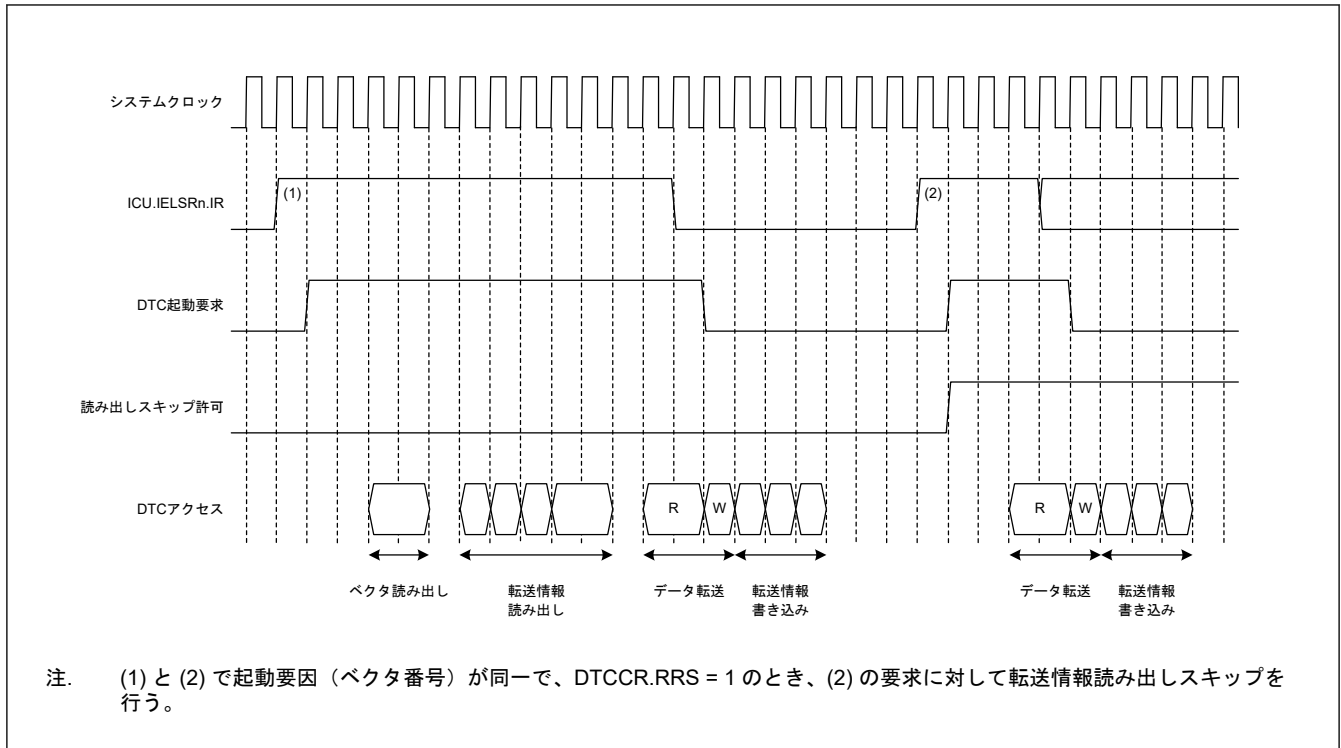 システムクロック
ICU.IELSRn.IR
(1)
(2)
DTC起動要求
読み出しスキップ許可
DTCアクセス
R
W
R
W
ベクタ読み出し
転送情報
読み出し
データ転送
転送情報
書き込み
データ転送
転送情報
書き込み
注. (1) と (2) で起動要因（ベクタ番号）が同一で、DTCCR.RRS = 1 のとき、(2) の要求に対して転送情報読み出しスキップを
行う。